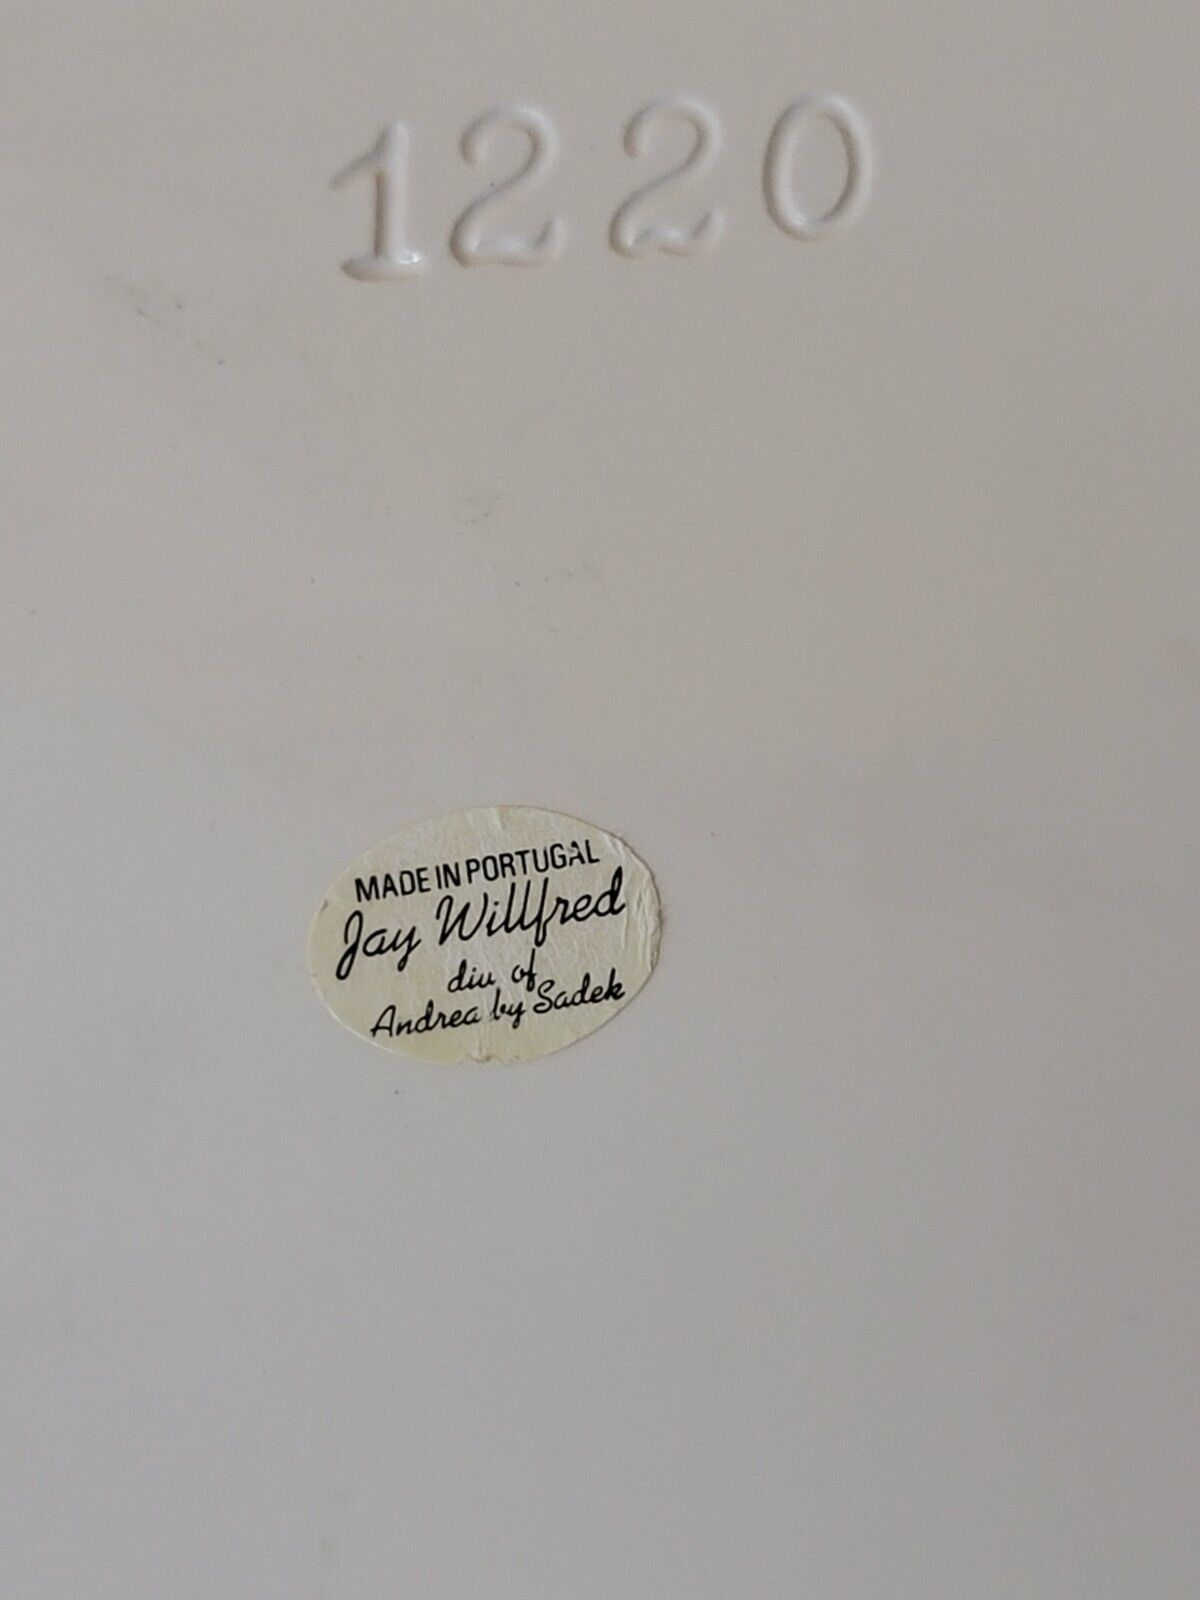 1220
MADE IN PORTUGAL
Jay Willfred
div of
Andrea by Sadek